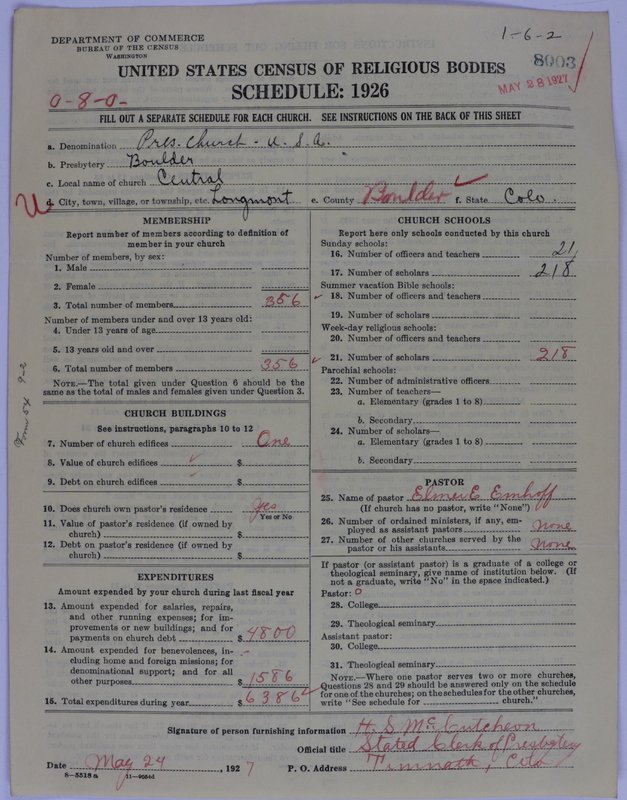 DEPARTMENT OF COMMERCE
BUREAU OF THE CENSUS
WASHINGTON
1-6-2
8003
MAY 28 1927
UNITED STATES CENSUS OF RELIGIOUS BODIES
SCHEDULE: 1926
0-8-0-
FILL OUT A SEPARATE SCHEDULE FOR EACH CHURCH. SEE INSTRUCTIONS ON THE BACK OF THIS SHEET
a. Denomination Pres. Church - U.S.A.
b. Presbytery Boulder
c. Local name of church Central
U
d. City, town, village, or township, etc. Longmont e. County Boulder f. State Colo.
MEMBERSHIP
Report number of members according to definition of
member in your church
Number of members, by sex:
1. Male
2. Female
3. Total number of members 356
Number of members under and over 13 years old:
4. Under 13 years of age
5. 13 years old and over
6. Total number of members 356
NOTE.—The total given under Question 6 should be the
same as the total of males and females given under Question 3.
CHURCH BUILDINGS
See instructions, paragraphs 10 to 12
7. Number of church edifices One
8. Value of church edifices $
9. Debt on church edifices $
10. Does church own pastor's residence Yes
Yes or No
11. Value of pastor's residence (if owned by
church) $
12. Debt on pastor's residence (if owned by
church) $
EXPENDITURES
Amount expended by your church during last fiscal year
13. Amount expended for salaries, repairs,
and other running expenses; for im-
provements or new buildings; and for
payments on church debt $4800
14. Amount expended for benevolences, in-
cluding home and foreign missions; for
denominational support; and for all
other purposes $1586
15. Total expenditures during year $6386
CHURCH SCHOOLS
Report here only schools conducted by this church
Sunday schools:
16. Number of officers and teachers 21
17. Number of scholars 218
Summer vacation Bible schools:
18. Number of officers and teachers
19. Number of scholars
Week-day religious schools:
20. Number of officers and teachers
21. Number of scholars 218
Parochial schools:
22. Number of administrative officers
23. Number of teachers—
a. Elementary (grades 1 to 8)
b. Secondary
24. Number of scholars—
a. Elementary (grades 1 to 8)
b. Secondary
PASTOR
25. Name of pastor Elmer E. Emhoff
(If church has no pastor, write "None")
26. Number of ordained ministers, if any, em-
ployed as assistant pastors None
27. Number of other churches served by the
pastor or his assistants None
If pastor (or assistant pastor) is a graduate of a college or
theological seminary, give name of institution below. (If
not a graduate, write "No" in the space indicated.)
Pastor: O
28. College
29. Theological seminary
Assistant pastor:
30. College
31. Theological seminary
NOTE.—Where one pastor serves two or more churches,
Questions 28 and 29 should be answered only on the schedule
for one of the churches; on the schedules for the other churches,
write "See schedule for church."
Signature of person furnishing information H. S. McCutcheon
Official title Stated Clerk of Presbytery
Date May 24, 1927 P. O. Address Timnath, Colo
8-5518 a